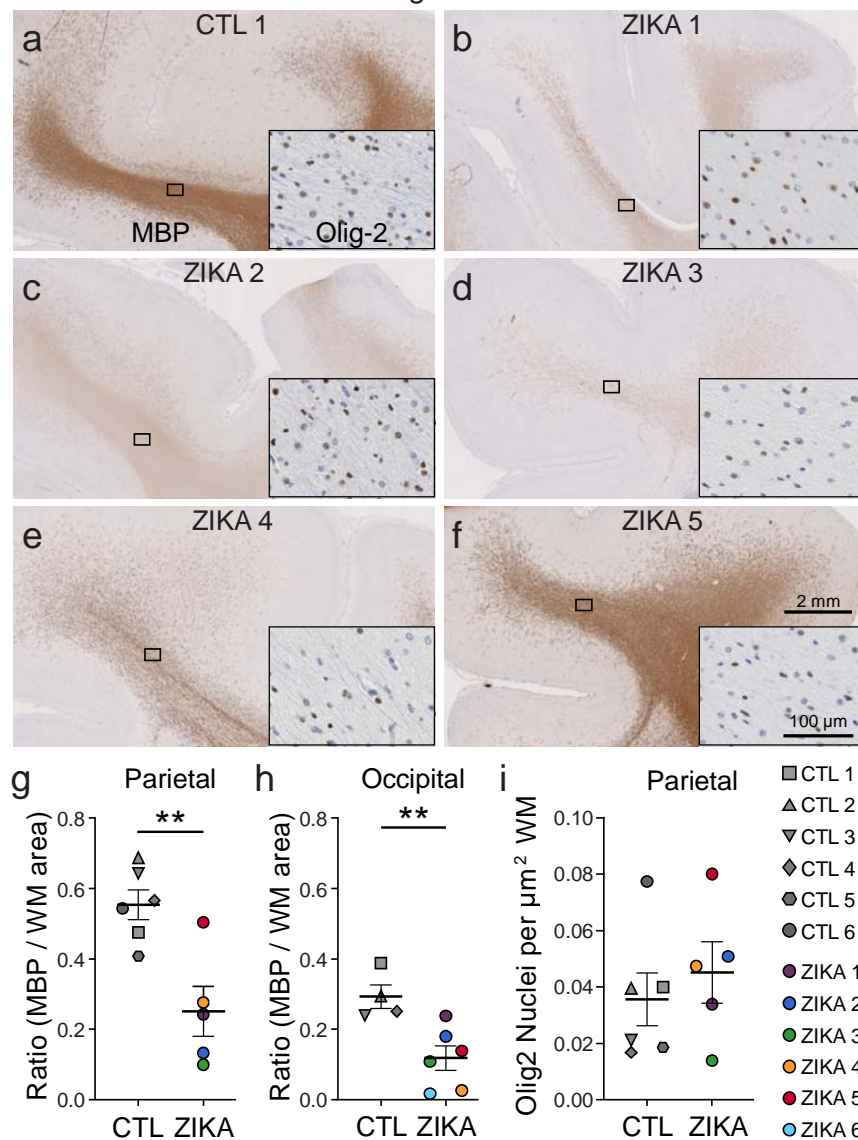 a
CTL 1
MBP
Olig-2
b
ZIKA 1
c
ZIKA 2
d
ZIKA 3
e
ZIKA 4
f
ZIKA 5
2 mm
100 µm
g
Parietal
**
0.8
0.6
0.4
0.2
0.0
Ratio (MBP / WM area)
CTL
ZIKA
h
Occipital
**
0.8
0.6
0.4
0.2
0.0
Ratio (MBP / WM area)
CTL
ZIKA
i
Parietal
0.10
0.08
0.06
0.04
0.02
0.00
Olig2 Nuclei per µm² WM
CTL
ZIKA
CTL 1
CTL 2
CTL 3
CTL 4
CTL 5
CTL 6
ZIKA 1
ZIKA 2
ZIKA 3
ZIKA 4
ZIKA 5
ZIKA 6